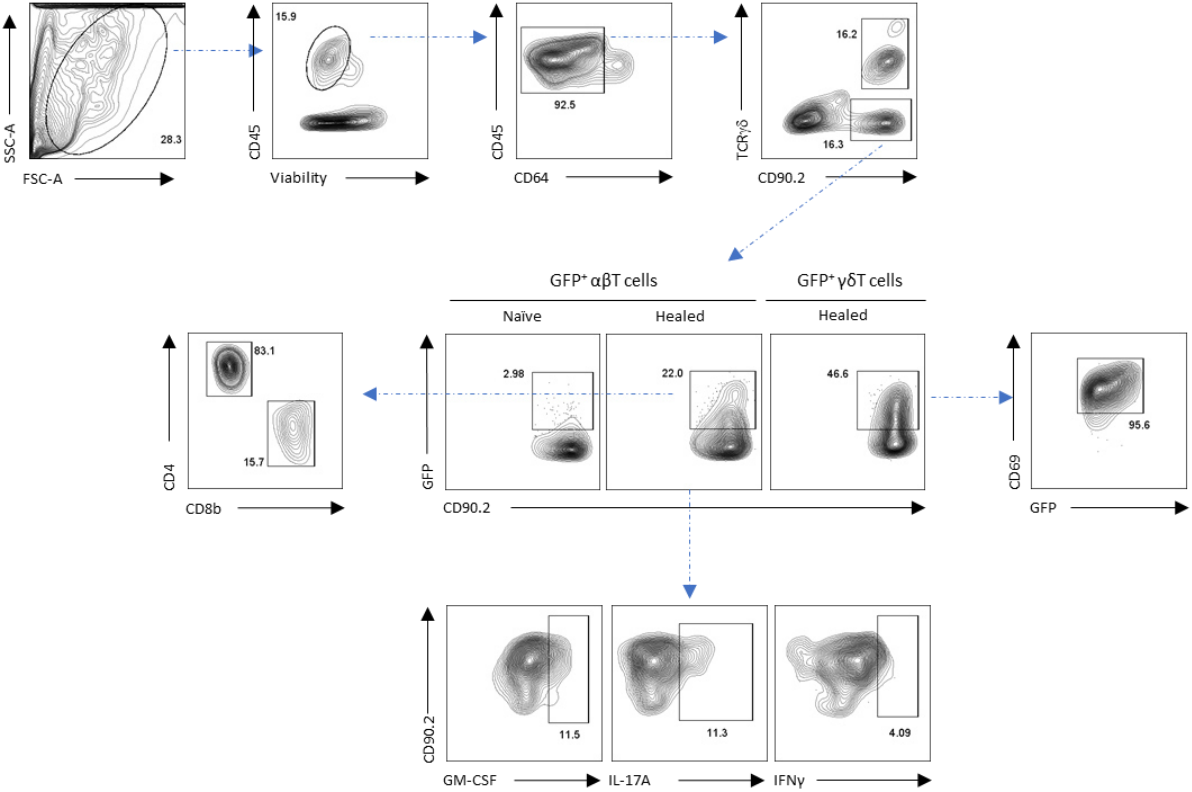 15.9
16.2
28.3
92.5
16.3
SSC-A
CD45
CD45
TCRγδ
FSC-A
Viability
CD64
CD90.2
GFP⁺ αβT cells
GFP⁺ γδT cells
Naïve
Healed
Healed
83.1
15.7
2.98
22.0
46.6
95.6
CD4
GFP
CD69
CD8b
CD90.2
GFP
11.5
11.3
4.09
CD90.2
GM-CSF
IL-17A
IFNγ